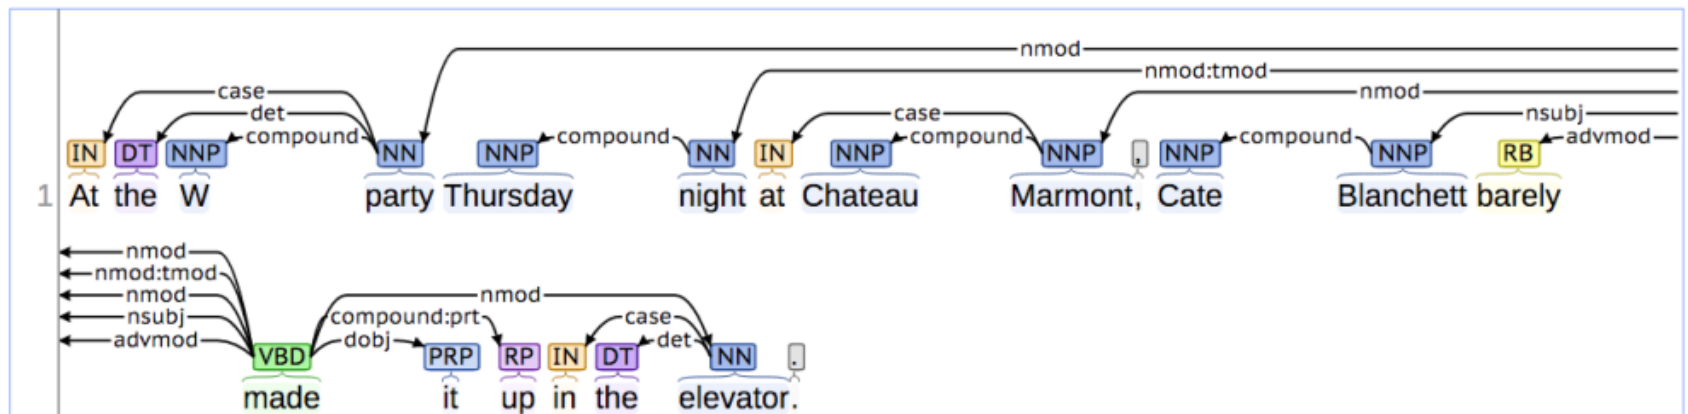 nmod
nmod:tmod
case nmod
det case nsubj
compound compound compound compound advmod
IN DT NNP NN NNP NN IN NNP NNP , NNP NNP RB
1 At the W party Thursday night at Chateau Marmont, Cate Blanchett barely
nmod
nmod:tmod
nmod nmod
nsubj compound:prt case
advmod dobj det
VBD PRP RP IN DT NN .
made it up in the elevator.